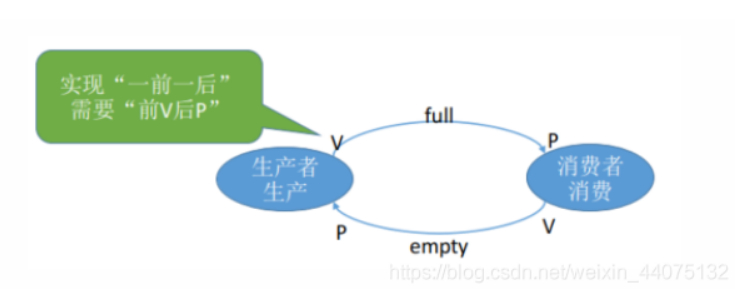 实现“一前一后”
需要“前V后P”
full
V
P
生产者
生产
消费者
消费
P
V
empty
https://blog.csdn.net/weixin_44075132